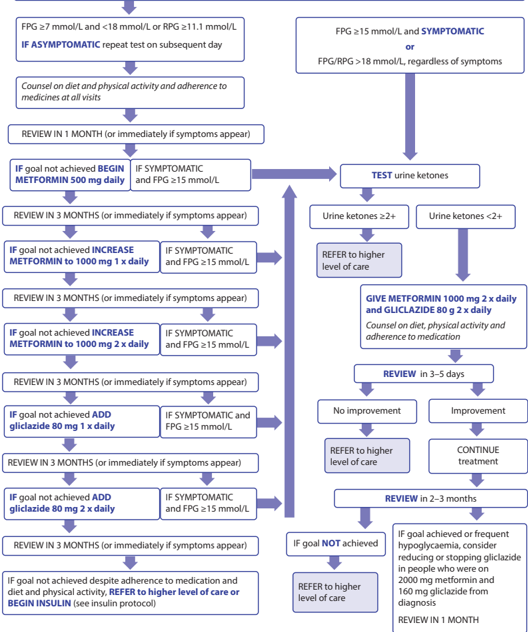 FPG ≥7 mmol/L and <18 mmol/L or RPG ≥11.1 mmol/L
IF ASYMPTOMATIC repeat test on subsequent day
Counsel on diet and physical activity and adherence to
medicines at all visits
REVIEW IN 1 MONTH (or immediately if symptoms appear)
IF goal not achieved BEGIN
METFORMIN 500 mg daily
IF SYMPTOMATIC
and FPG ≥15 mmol/L
REVIEW IN 3 MONTHS (or immediately if symptoms appear)
IF goal not achieved INCREASE
METFORMIN to 1000 mg 1 x daily
IF SYMPTOMATIC
and FPG ≥15 mmol/L
REVIEW IN 3 MONTHS (or immediately if symptoms appear)
IF goal not achieved INCREASE
METFORMIN to 1000 mg 2 x daily
IF SYMPTOMATIC
and FPG ≥15 mmol/L
REVIEW IN 3 MONTHS (or immediately if symptoms appear)
IF goal not achieved ADD
gliclazide 80 mg 1 x daily
IF SYMPTOMATIC and
FPG ≥15 mmol/L
REVIEW IN 3 MONTHS (or immediately if symptoms appear)
IF goal not achieved ADD
gliclazide 80 mg 2 x daily
IF SYMPTOMATIC
and FPG ≥15 mmol/L
REVIEW IN 3 MONTHS (or immediately if symptoms appear)
IF goal not achieved despite adherence to medication and
diet and physical activity, REFER to higher level of care or
BEGIN INSULIN (see insulin protocol)
FPG ≥15 mmol/L and SYMPTOMATIC
or
FPG/RPG >18 mmol/L, regardless of symptoms
TEST urine ketones
Urine ketones ≥2+
Urine ketones <2+
REFER to higher
level of care
GIVE METFORMIN 1000 mg 2 x daily
and GLICLAZIDE 80 g 2 x daily
Counsel on diet, physical activity and
adherence to medication
REVIEW in 3–5 days
No improvement
Improvement
REFER to higher
level of care
CONTINUE
treatment
REVIEW in 2–3 months
IF goal NOT achieved
REFER to higher
level of care
IF goal achieved or frequent
hypoglycaemia, consider
reducing or stopping gliclazide
in people who were on
2000 mg metformin and
160 mg gliclazide from
diagnosis
REVIEW IN 1 MONTH